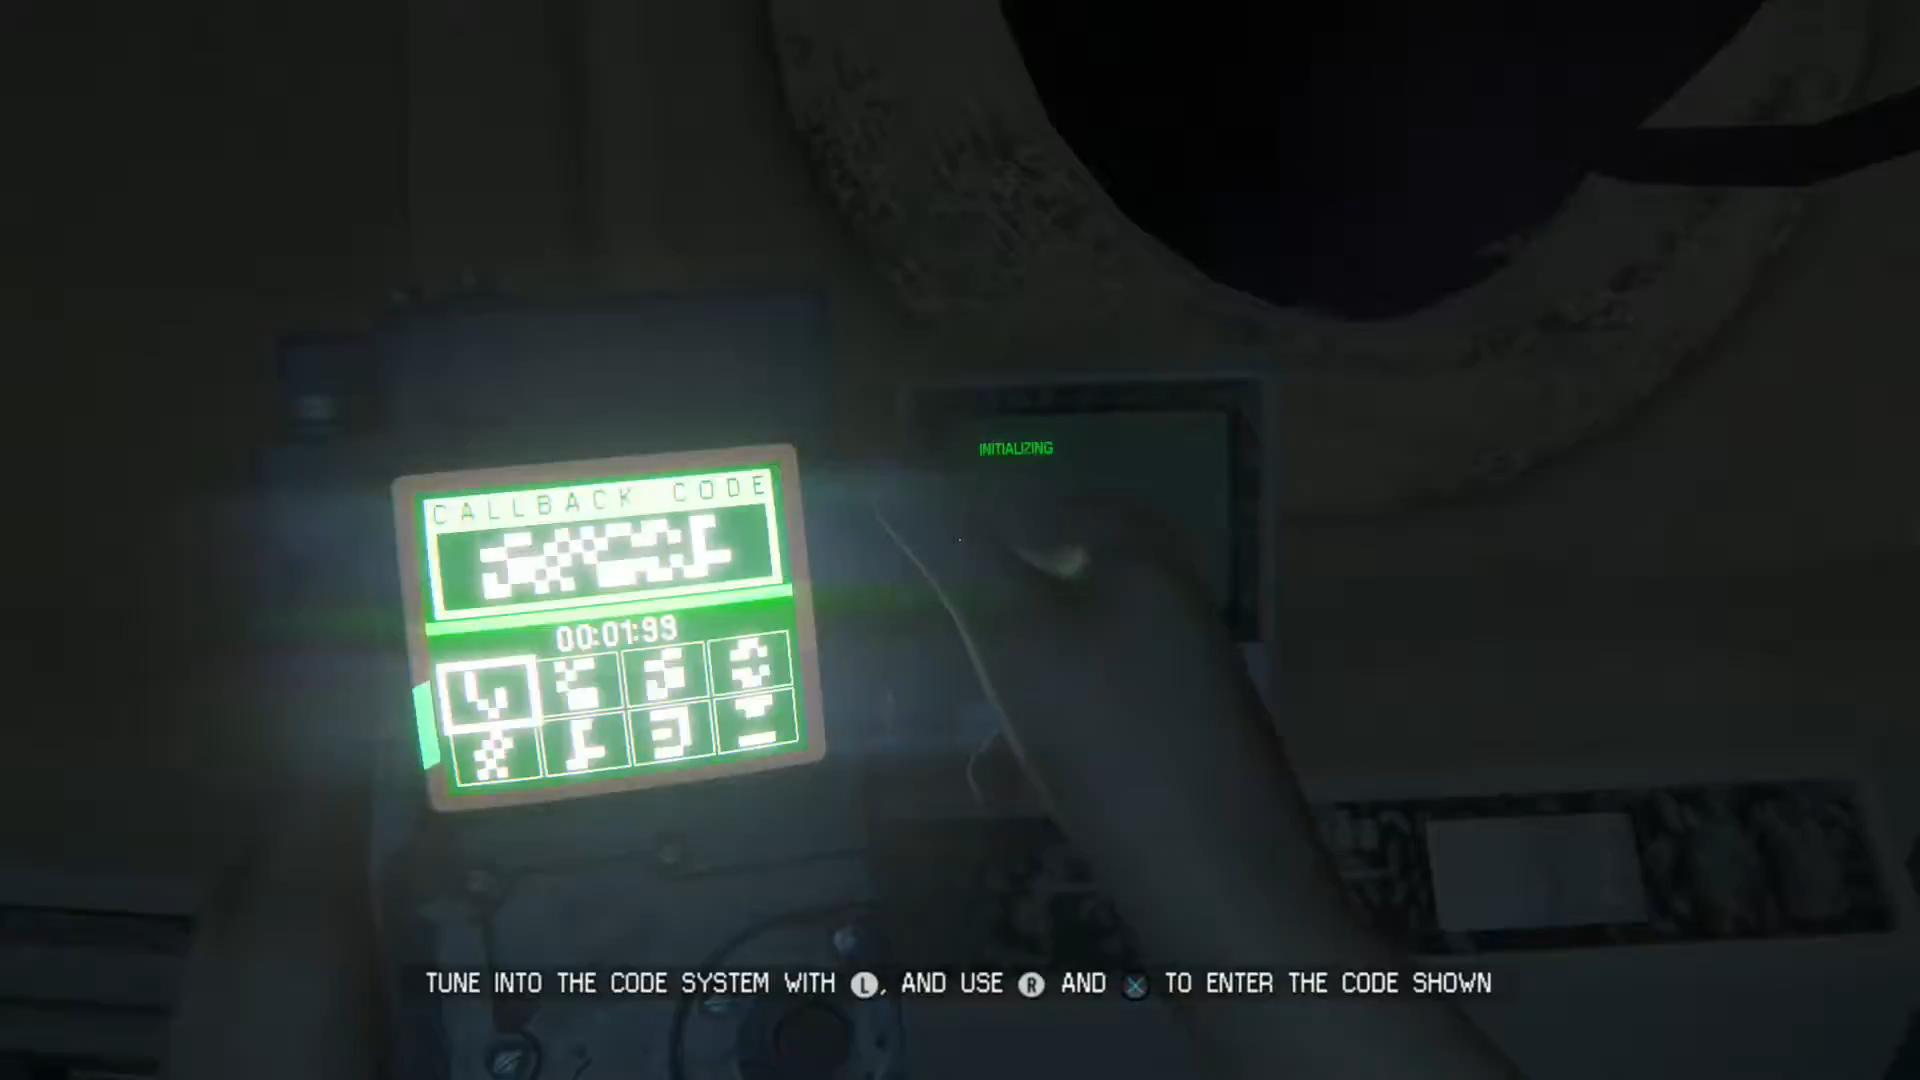 CALLBACK CODE
00:01:99
INITIALIZING
TUNE INTO THE CODE SYSTEM WITH L, AND USE R AND X TO ENTER THE CODE SHOWN